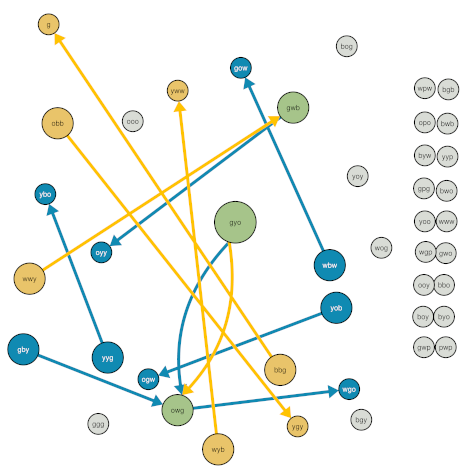 g
bog
gow
yww
wpw bgb
gwb
obb
ooo
opo bwb
byw yyp
yoy
gpg bwo
ybo
gyo
yoo www
wog
oyy
wgp gwo
wbw
wwy
ooy bbo
yob
boy byo
gby
yyg
gwp pwp
bbg
ogw
wgo
owg
ggg
bgy
ygy
wyb